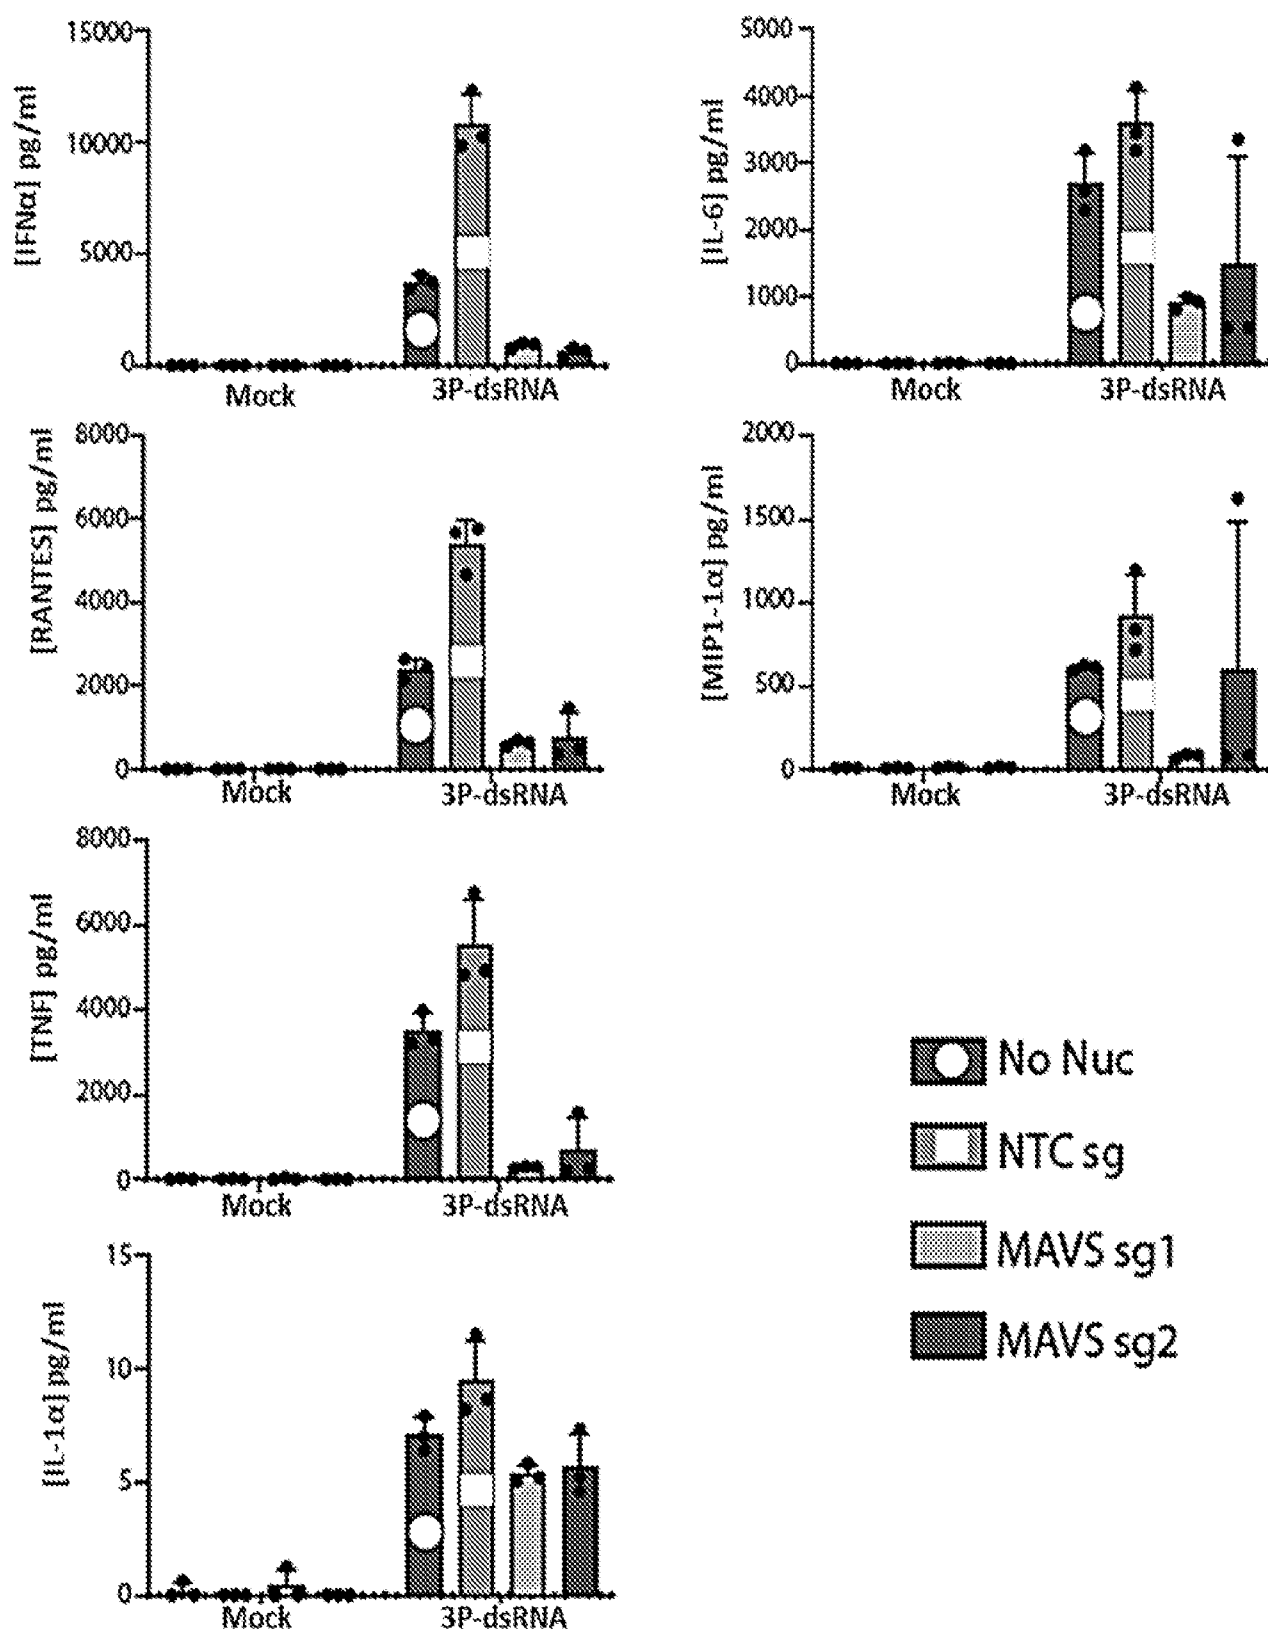 [IFNα] pg/ml
15000
10000
5000
0
Mock
3P-dsRNA
[IL-6] pg/ml
5000
4000
3000
2000
1000
0
Mock
3P-dsRNA
[RANTES] pg/ml
8000
6000
4000
2000
0
Mock
3P-dsRNA
[MIP1-1α] pg/ml
2000
1500
1000
500
0
Mock
3P-dsRNA
[TNF] pg/ml
8000
6000
4000
2000
0
Mock
3P-dsRNA
[IL-1α] pg/ml
15
10
5
0
Mock
3P-dsRNA
No Nuc
NTC sg
MAVS sg1
MAVS sg2